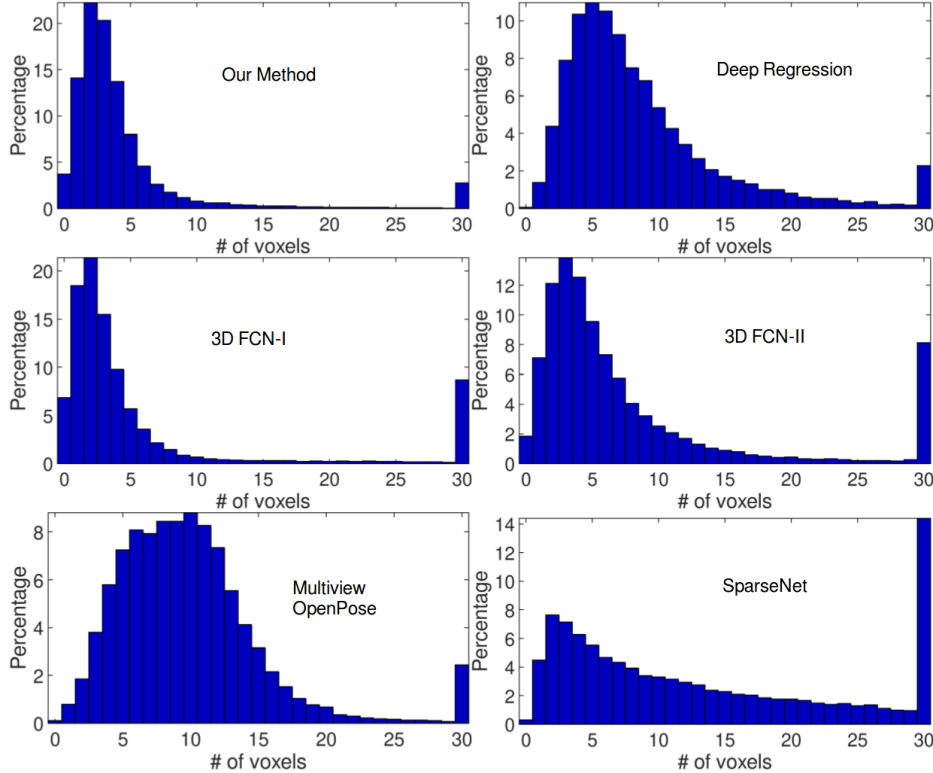 20
15
10
5
0
Percentage
Our Method
0 5 10 15 20 25 30
# of voxels
10
8
6
4
2
0
Percentage
Deep Regression
0 5 10 15 20 25 30
# of voxels
20
15
10
5
0
Percentage
3D FCN-I
0 5 10 15 20 25 30
# of voxels
12
10
8
6
4
2
0
Percentage
3D FCN-II
0 5 10 15 20 25 30
# of voxels
8
6
4
2
0
Percentage
Multiview
OpenPose
0 5 10 15 20 25 30
# of voxels
14
12
10
8
6
4
2
0
Percentage
SparseNet
0 5 10 15 20 25 30
# of voxels